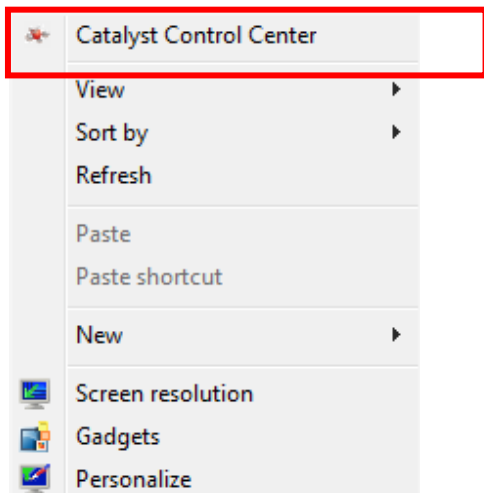 Catalyst Control Center
View
Sort by
Refresh
Paste
Paste shortcut
New
Screen resolution
Gadgets
Personalize